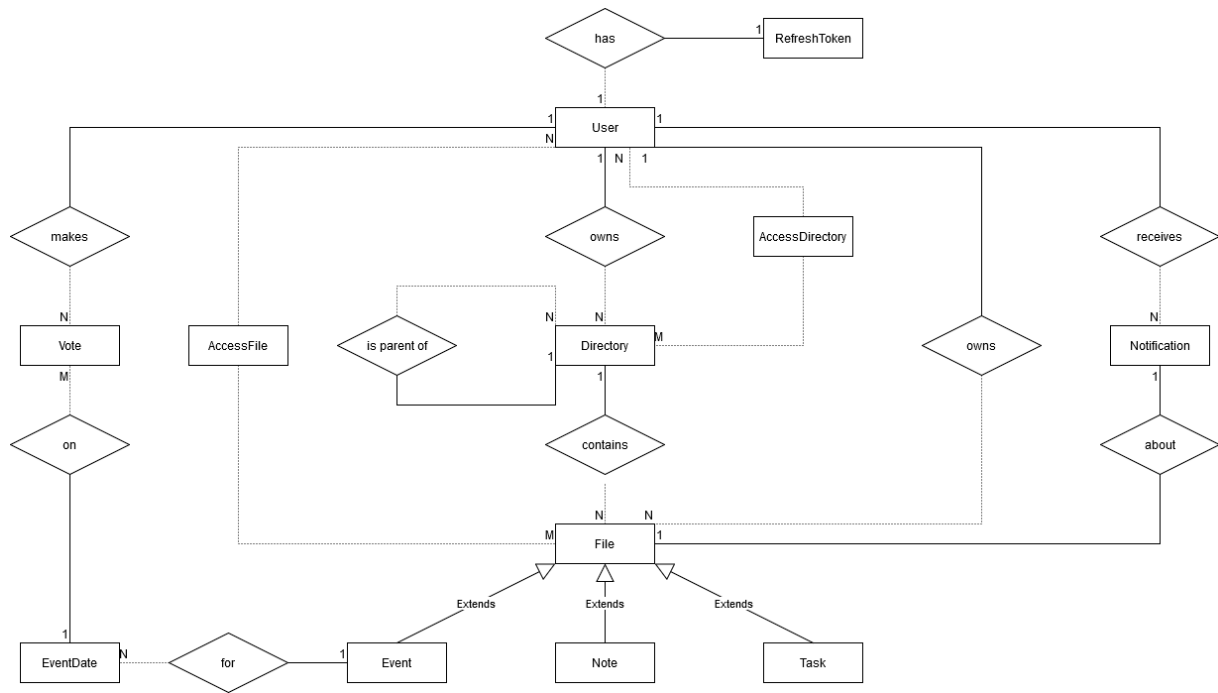 has
1
RefreshToken
1
1
User
1
N
1
N
1
makes
owns
AccessDirectory
receives
N
N
N
N
Vote
AccessFile
is parent of
Directory
M
owns
Notification
M
1
1
1
on
contains
about
N
N
M
File
1
Extends
Extends
Extends
1
N
1
EventDate
for
Event
Note
Task